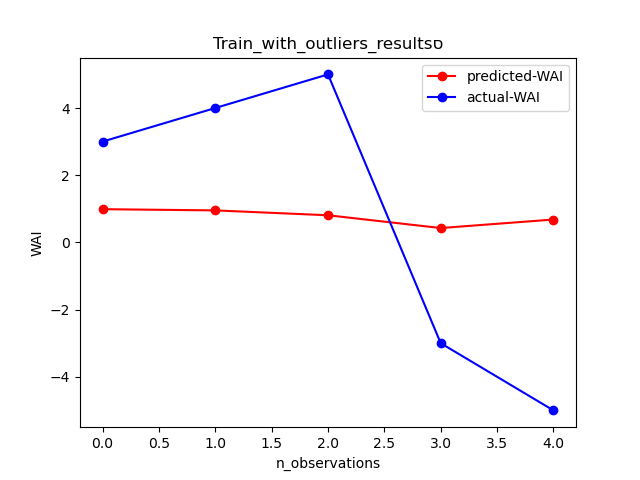 Train_with_outliers_resultsס
predicted-WAI
actual-WAI
WAI
4
2
0
−2
−4
0.0 0.5 1.0 1.5 2.0 2.5 3.0 3.5 4.0
n_observations